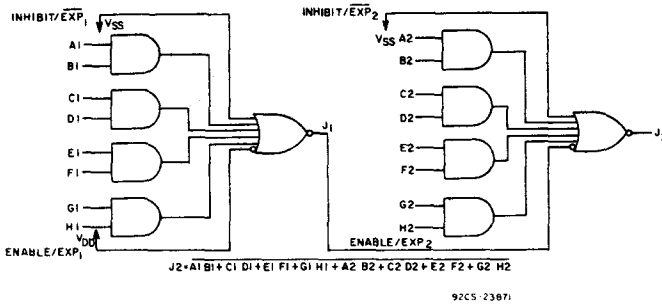 INHIBIT/EXP1
VSS
A1
B1
C1
D1
E1
F1
G1
H1
VDD
ENABLE/EXP1
J1
INHIBIT/EXP2
VSS
A2
B2
C2
D2
E2
F2
G2
H2
ENABLE/EXP2
J
J2=A1 B1+C1 D1+E1 F1+G1 H1+A2 B2+C2 D2+E2 F2+G2 H2
92CS-23871